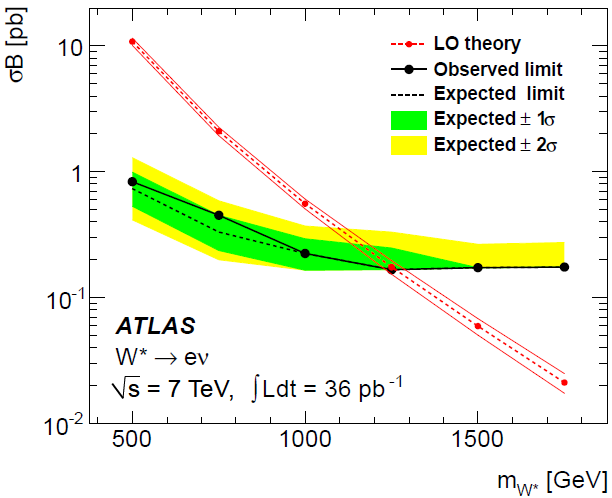 σB [pb]
10
1
10⁻¹
10⁻²
LO theory
Observed limit
Expected limit
Expected ± 1σ
Expected ± 2σ
ATLAS
W* → eν
√s = 7 TeV, ∫Ldt = 36 pb⁻¹
500 1000 1500
m_W* [GeV]